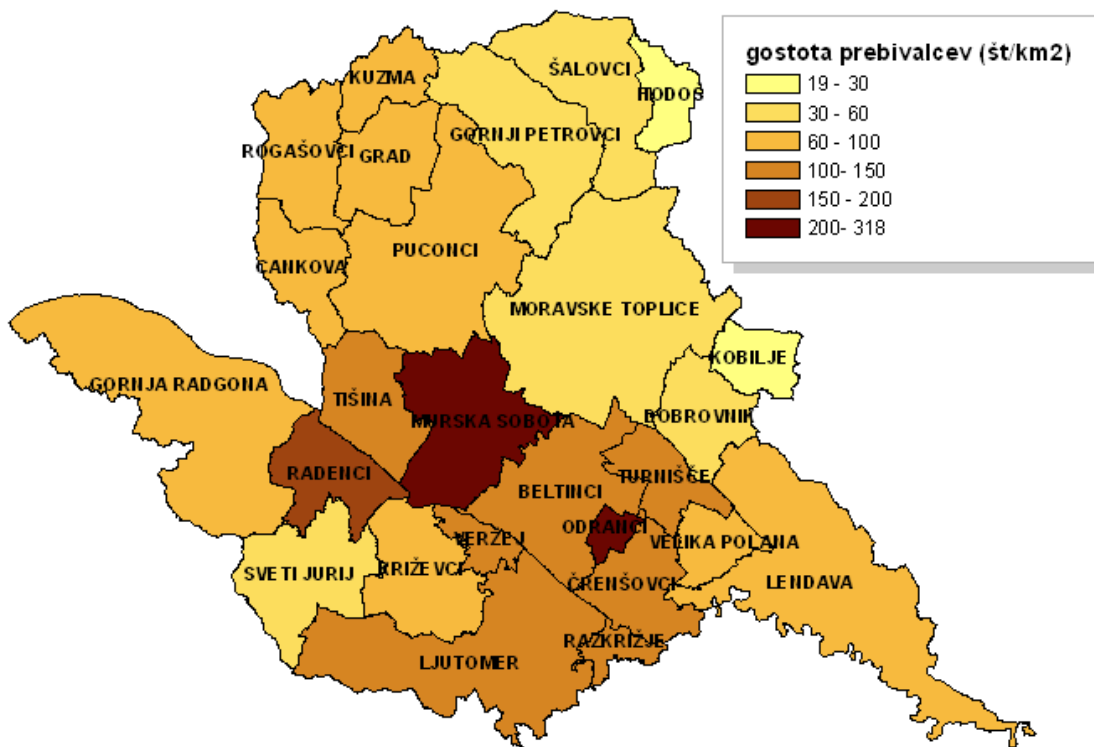 gostota prebivalcev (št/km2)
19 - 30
30 - 60
60 - 100
100- 150
150 - 200
200- 318
ŠALOVCI
KUZMA
HODOŠ
GORNJI PETROVCI
ROGAŠOVCI
GRAD
PUCONCI
CANKOVA
MORAVSKE TOPLICE
KOBILJE
GORNJA RADGONA
TIŠINA
MURSKA SOBOTA
DOBROVNIK
RADENCI
TURNIŠČE
BELTINCI
ODRANCI
VERŽEJ
VELIKA POLANA
KRIŽEVCI
SVETI JURIJ
ČRENŠOVCI
LENDAVA
RAZKRIŽJE
LJUTOMER